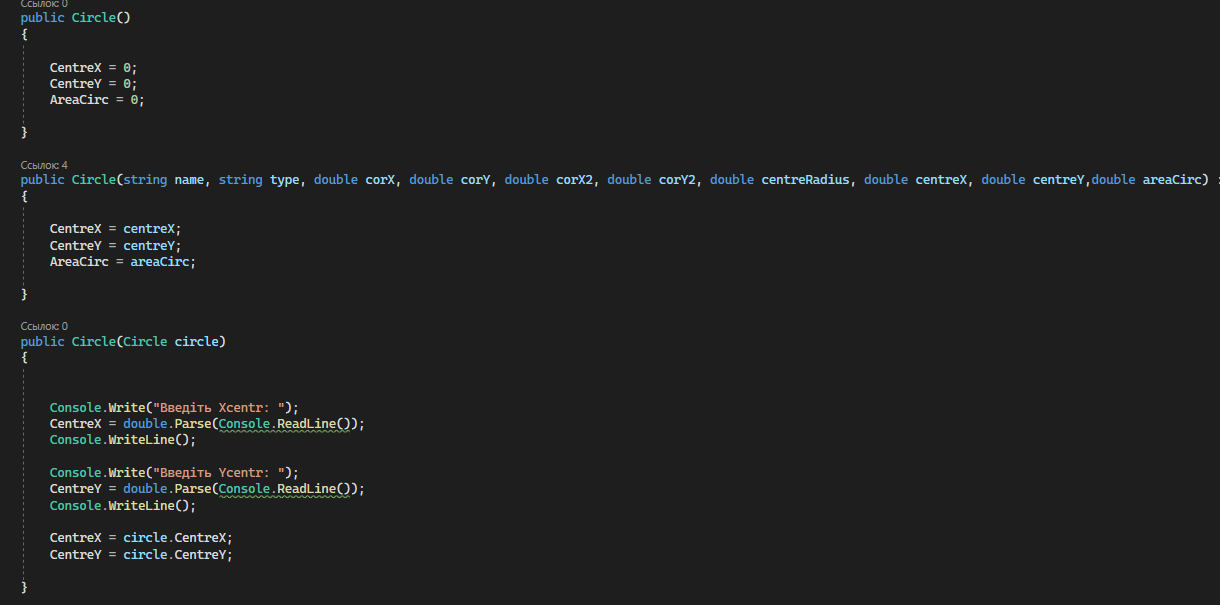 Ссылок: 0
public Circle()
{
CentreX = 0;
CentreY = 0;
AreaCirc = 0;
}
Ссылок: 4
public Circle(string name, string type, double corX, double corY, double corX2, double corY2, double centreRadius, double centreX, double centreY,double areaCirc) :
{
CentreX = centreX;
CentreY = centreY;
AreaCirc = areaCirc;
}
Ссылок: 0
public Circle(Circle circle)
{
Console.Write("Введіть Xcentr: ");
CentreX = double.Parse(Console.ReadLine());
Console.WriteLine();
Console.Write("Введіть Ycentr: ");
CentreY = double.Parse(Console.ReadLine());
Console.WriteLine();
CentreX = circle.CentreX;
CentreY = circle.CentreY;
}